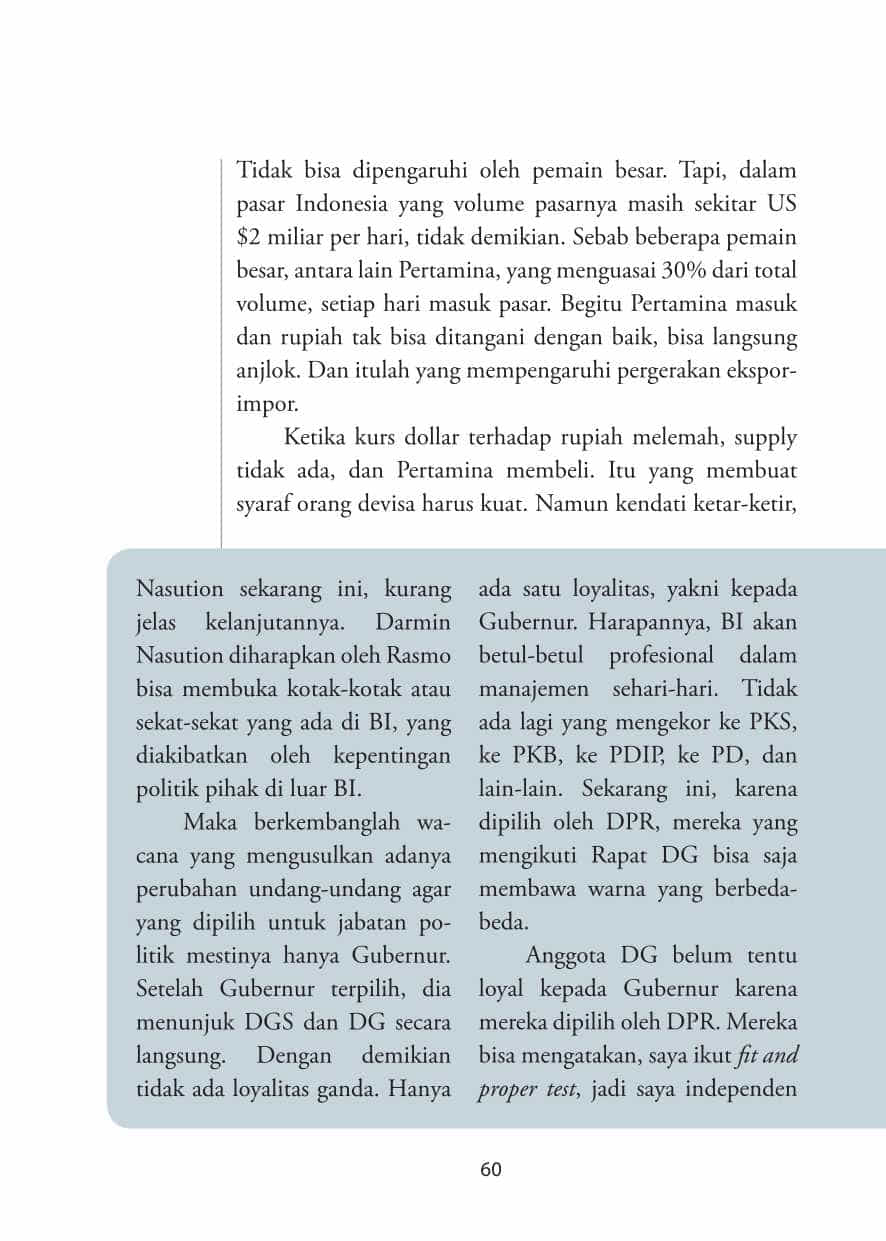 Tidak bisa dipengaruhi oleh pemain besar. Tapi, dalam
pasar Indonesia yang volume pasarnya masih sekitar US
$2 miliar per hari, tidak demikian. Sebab beberapa pemain
besar, antara lain Pertamina, yang menguasai 30% dari total
volume, setiap hari masuk pasar. Begitu Pertamina masuk
dan rupiah tak bisa ditangani dengan baik, bisa langsung
anjlok. Dan itulah yang mempengaruhi pergerakan ekspor-
impor.
Ketika kurs dollar terhadap rupiah melemah, supply
tidak ada, dan Pertamina membeli. Itu yang membuat
syaraf orang devisa harus kuat. Namun kendati ketar-ketir,
Nasution sekarang ini, kurang
jelas kelanjutannya. Darmin
Nasution diharapkan oleh Rasmo
bisa membuka kotak-kotak atau
sekat-sekat yang ada di BI, yang
diakibatkan oleh kepentingan
politik pihak di luar BI.
Maka berkembanglah wa-
cana yang mengusulkan adanya
perubahan undang-undang agar
yang dipilih untuk jabatan po-
litik mestinya hanya Gubernur.
Setelah Gubernur terpilih, dia
menunjuk DGS dan DG secara
langsung. Dengan demikian
tidak ada loyalitas ganda. Hanya
ada satu loyalitas, yakni kepada
Gubernur. Harapannya, BI akan
betul-betul profesional dalam
manajemen sehari-hari. Tidak
ada lagi yang mengekor ke PKS,
ke PKB, ke PDIP, ke PD, dan
lain-lain. Sekarang ini, karena
dipilih oleh DPR, mereka yang
mengikuti Rapat DG bisa saja
membawa warna yang berbeda-
beda.
Anggota DG belum tentu
loyal kepada Gubernur karena
mereka dipilih oleh DPR. Mereka
bisa mengatakan, saya ikut fit and
proper test, jadi saya independen
60